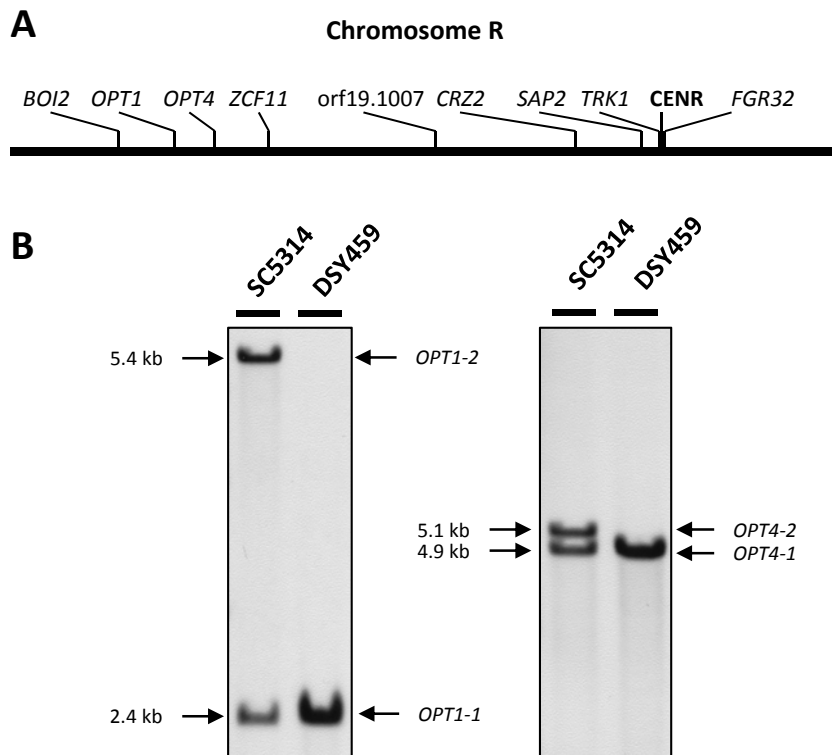 A
Chromosome R
BOI2 OPT1 OPT4 ZCF11 orf19.1007 CRZ2 SAP2 TRK1 CENR FGR32
B
SC5314 DSY459
5.4 kb OPT1-2
2.4 kb OPT1-1
SC5314 DSY459
5.1 kb OPT4-2
4.9 kb OPT4-1